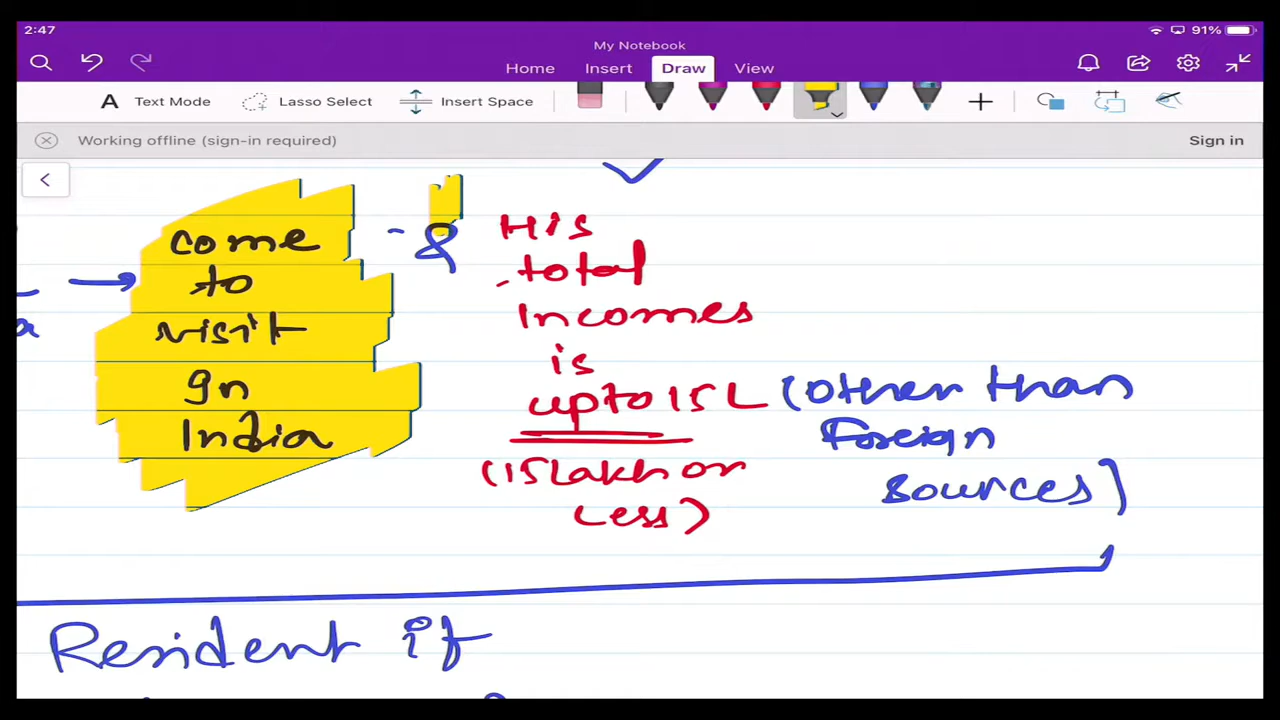 2:47
91%
My Notebook
Home Insert Draw View
A Text Mode Lasso Select Insert Space
Working offline (sign-in required) Sign in
come
to
visit
In
India
&
His
total
Incomes
is
upto 15 L
(15 Lakh or
Less)
(Other than
Foreign
Sources)
Resident if